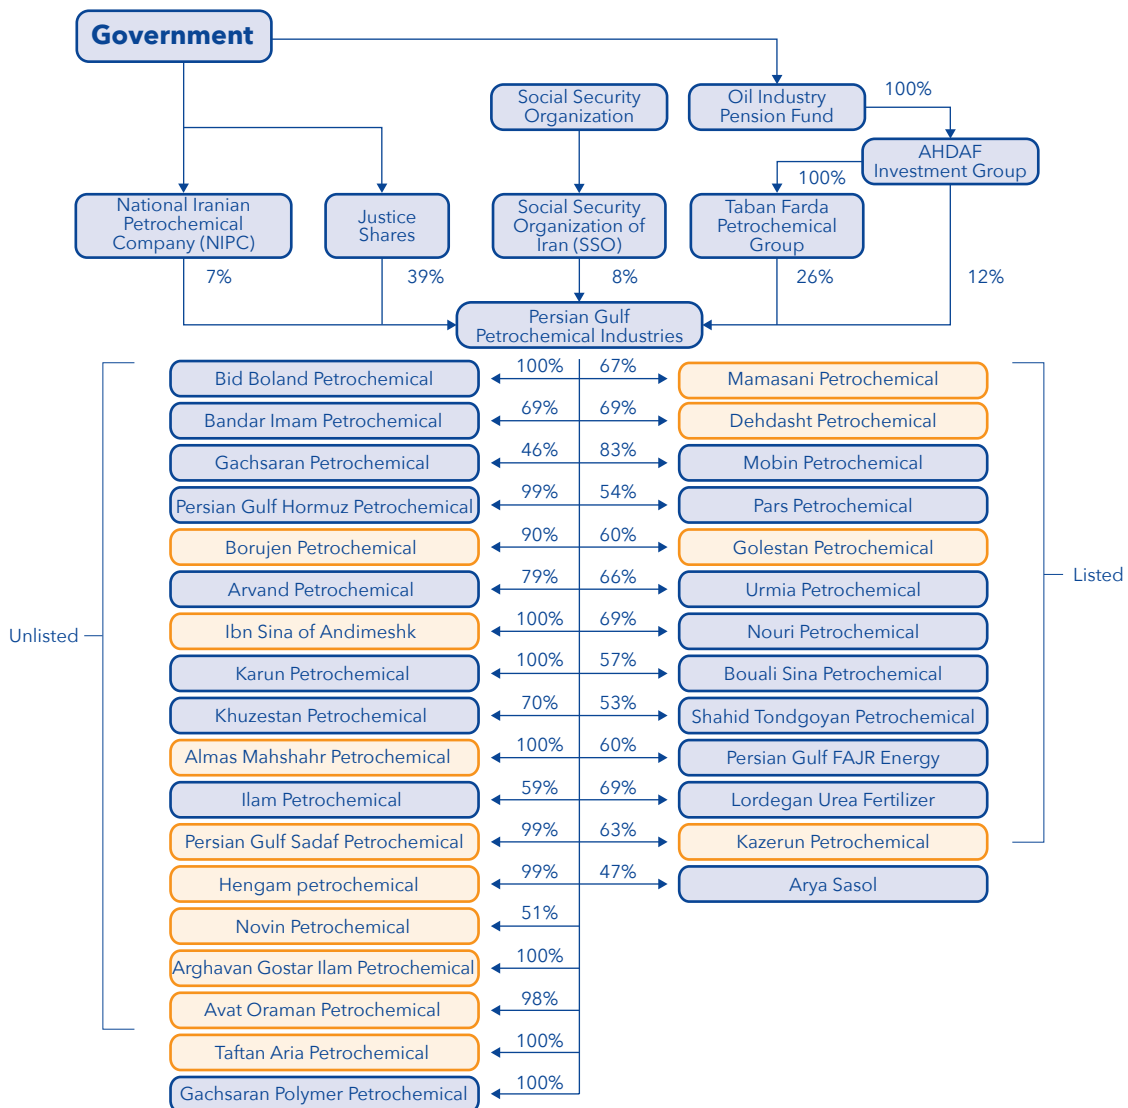 Government
Social Security
Organization
Oil Industry
Pension Fund
100%
AHDAF
Investment Group
100%
National Iranian
Petrochemical
Company (NIPC)
Justice
Shares
Social Security
Organization of
Iran (SSO)
Taban Farda
Petrochemical
Group
7%
39%
8%
26%
12%
Persian Gulf
Petrochemical Industries
Bid Boland Petrochemical
100%
67%
Mamasani Petrochemical
Bandar Imam Petrochemical
69%
69%
Dehdasht Petrochemical
Gachsaran Petrochemical
46%
83%
Mobin Petrochemical
Persian Gulf Hormuz Petrochemical
99%
54%
Pars Petrochemical
Borujen Petrochemical
90%
60%
Golestan Petrochemical
Listed
Arvand Petrochemical
79%
66%
Urmia Petrochemical
Unlisted
Ibn Sina of Andimeshk
100%
69%
Nouri Petrochemical
Karun Petrochemical
100%
57%
Bouali Sina Petrochemical
Khuzestan Petrochemical
70%
53%
Shahid Tondgoyan Petrochemical
Almas Mahshahr Petrochemical
100%
60%
Persian Gulf FAJR Energy
Ilam Petrochemical
59%
69%
Lordegan Urea Fertilizer
Persian Gulf Sadaf Petrochemical
99%
63%
Kazerun Petrochemical
Hengam petrochemical
99%
47%
Arya Sasol
Novin Petrochemical
51%
Arghavan Gostar Ilam Petrochemical
100%
Avat Oraman Petrochemical
98%
Taftan Aria Petrochemical
100%
Gachsaran Polymer Petrochemical
100%